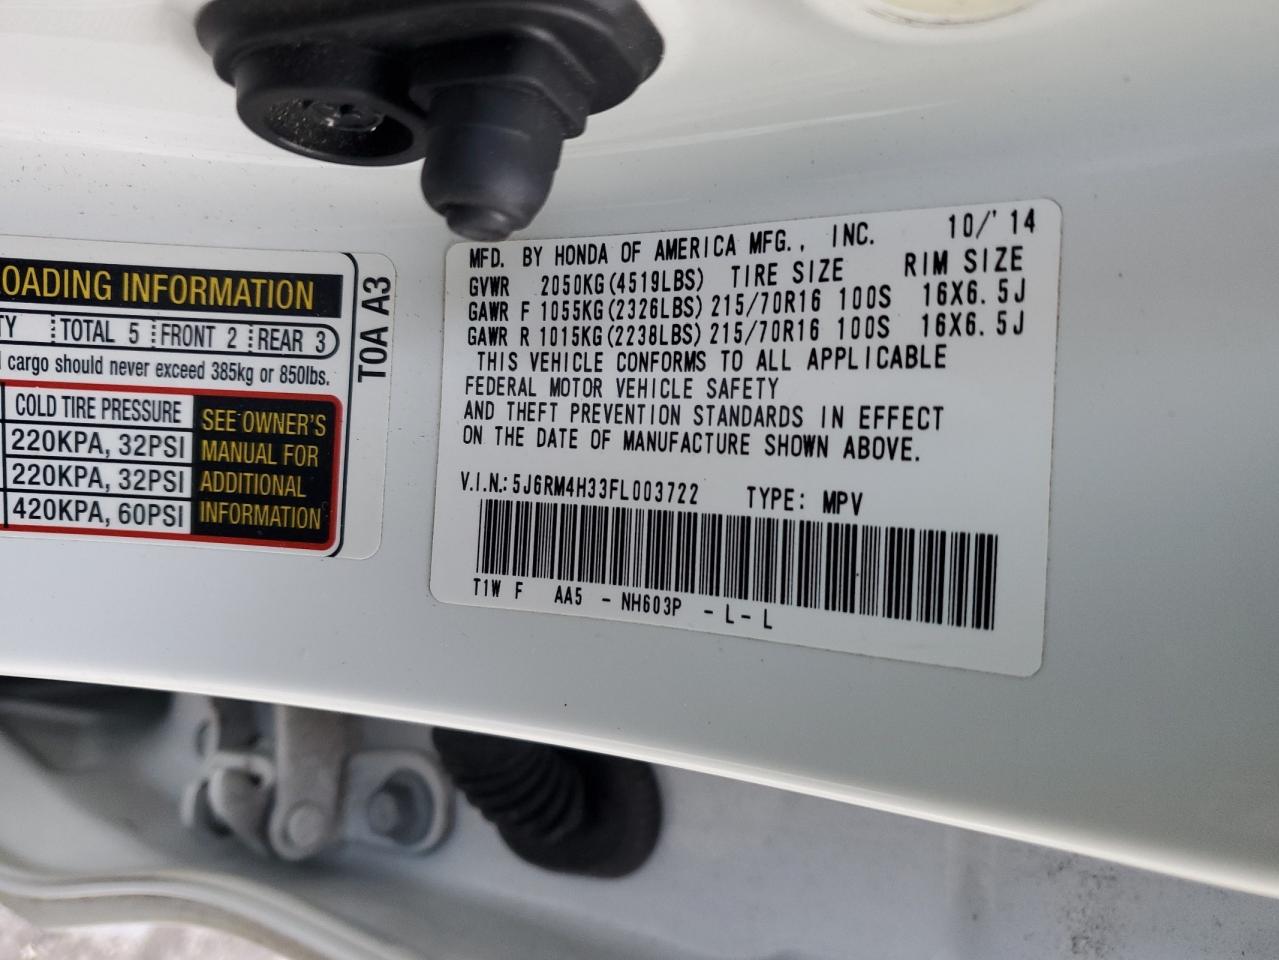 OADING INFORMATION
TY TOTAL 5 FRONT 2 REAR 3
cargo should never exceed 385kg or 850lbs.
COLD TIRE PRESSURE
220KPA, 32PSI
220KPA, 32PSI
420KPA, 60PSI
SEE OWNER'S
MANUAL FOR
ADDITIONAL
INFORMATION
T0A A3
MFD. BY HONDA OF AMERICA MFG., INC. 10/'14
GVWR 2050KG(4519LBS) TIRE SIZE RIM SIZE
GAWR F 1055KG(2326LBS) 215/70R16 100S 16X6.5J
GAWR R 1015KG(2238LBS) 215/70R16 100S 16X6.5J
THIS VEHICLE CONFORMS TO ALL APPLICABLE
FEDERAL MOTOR VEHICLE SAFETY
AND THEFT PREVENTION STANDARDS IN EFFECT
ON THE DATE OF MANUFACTURE SHOWN ABOVE.
V.I.N.: 5J6RM4H33FL003722 TYPE: MPV
T1W F AA5 - NH603P - L- L